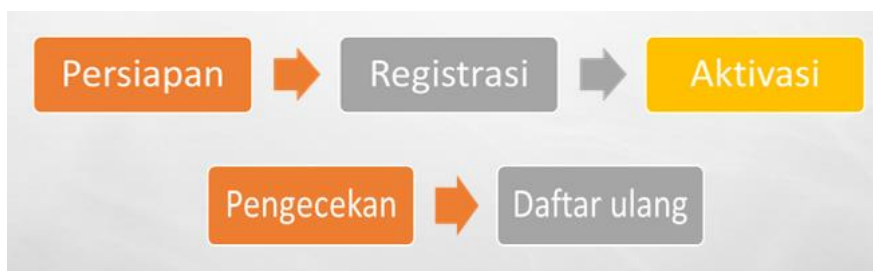 Persiapan Registrasi Aktivasi
Pengecekan Daftar ulang